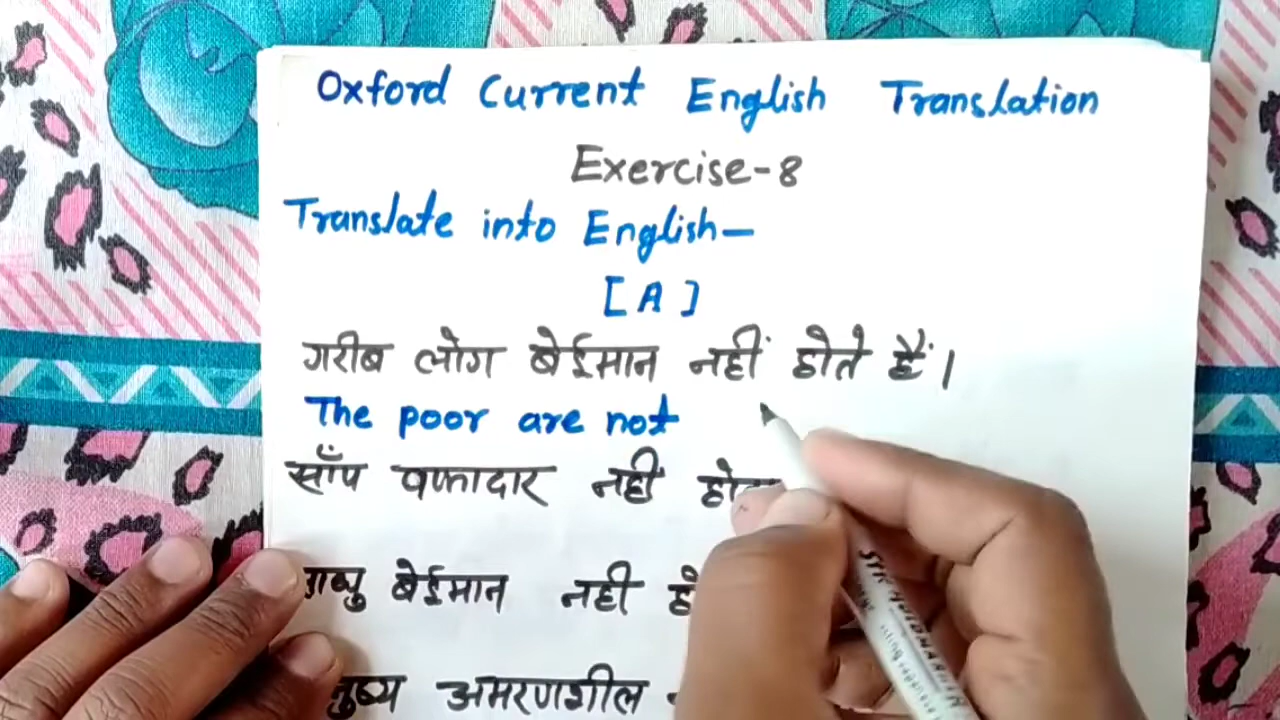 Oxford Current English Translation
Exercise-8
Translate into English—
[A]
गरीब लोग बेईमान नहीं होते हैं।
The poor are not
साँप वफादार नहीं
बेईमान नही
अमरणशील